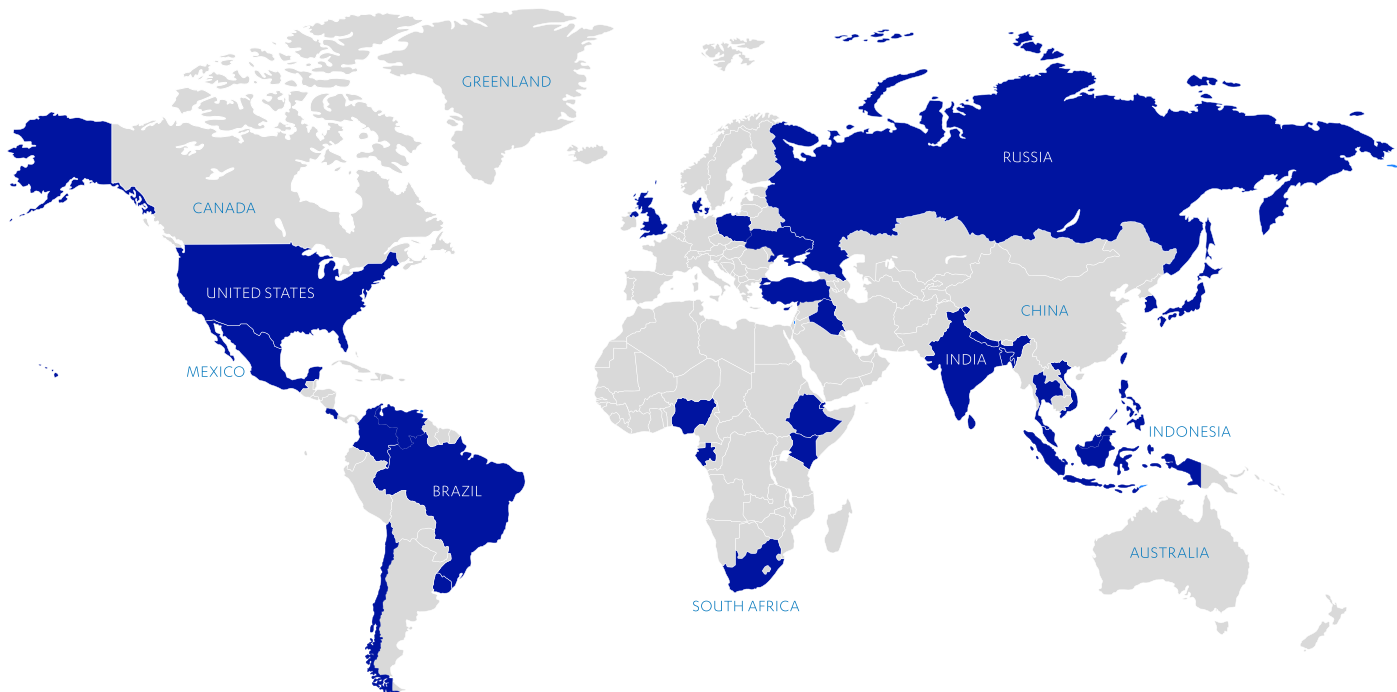 GREENLAND
RUSSIA
CANADA
UNITED STATES
CHINA
INDIA
MEXICO
INDONESIA
BRAZIL
AUSTRALIA
SOUTH AFRICA